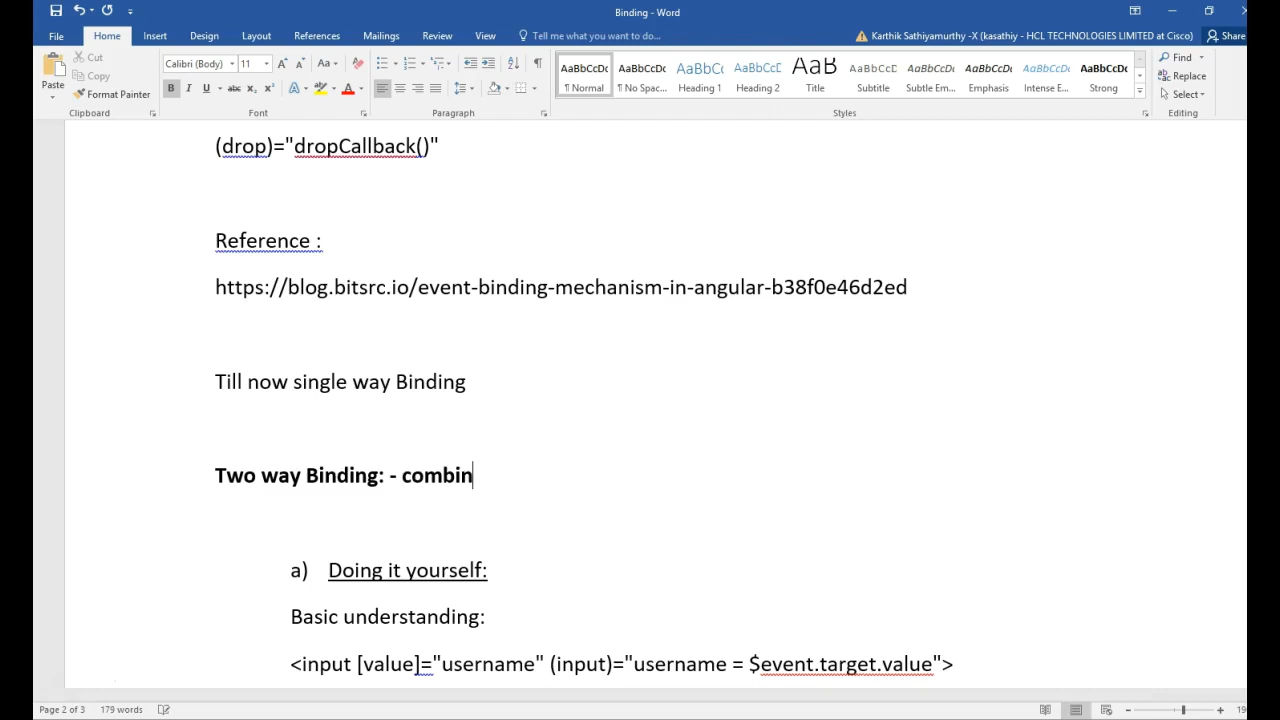 Binding - Word
File Home Insert Design Layout References Mailings Review View Tell me what you want to do... Karthik Sathiyamurthy -X (kasathiy - HCL TECHNOLOGIES LIMITED at Cisco) Share
Cut
Copy
Format Painter
Paste
Clipboard
Calibri (Body) 11
Font
Paragraph
AaBbCcDc AaBbCcDc AaBbCc AaBbCcD AaB AaBbCcD AaBbCcDc AaBbCcDc AaBbCcDc AaBbCcDc
¶ Normal ¶ No Spac... Heading 1 Heading 2 Title Subtitle Subtle Em... Emphasis Intense E... Strong
Styles
Find
Replace
Select
Editing
(drop)="dropCallback()"
Reference :
https://blog.bitsrc.io/event-binding-mechanism-in-angular-b38f0e46d2ed
Till now single way Binding
Two way Binding: - combin
a) Doing it yourself:
Basic understanding:
<input [value]="username" (input)="username = $event.target.value">
Page 2 of 3 179 words